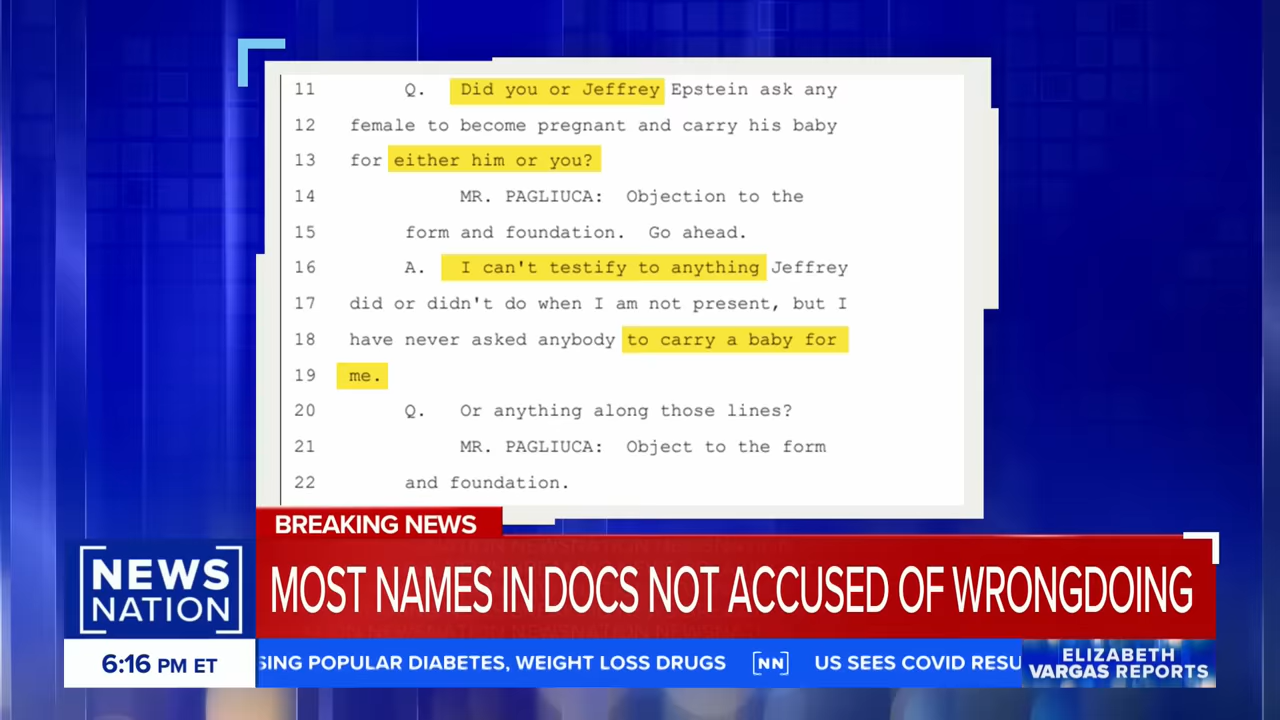 11 Q. Did you or Jeffrey Epstein ask any
12 female to become pregnant and carry his baby
13 for either him or you?
14 MR. PAGLIUCA: Objection to the
15 form and foundation. Go ahead.
16 A. I can't testify to anything Jeffrey
17 did or didn't do when I am not present, but I
18 have never asked anybody to carry a baby for
19 me.
20 Q. Or anything along those lines?
21 MR. PAGLIUCA: Object to the form
22 and foundation.
BREAKING NEWS
NEWS
NATION
MOST NAMES IN DOCS NOT ACCUSED OF WRONGDOING
6:16 PM ET
SING POPULAR DIABETES, WEIGHT LOSS DRUGS [NN] US SEES COVID RESU
ELIZABETH
VARGAS REPORTS